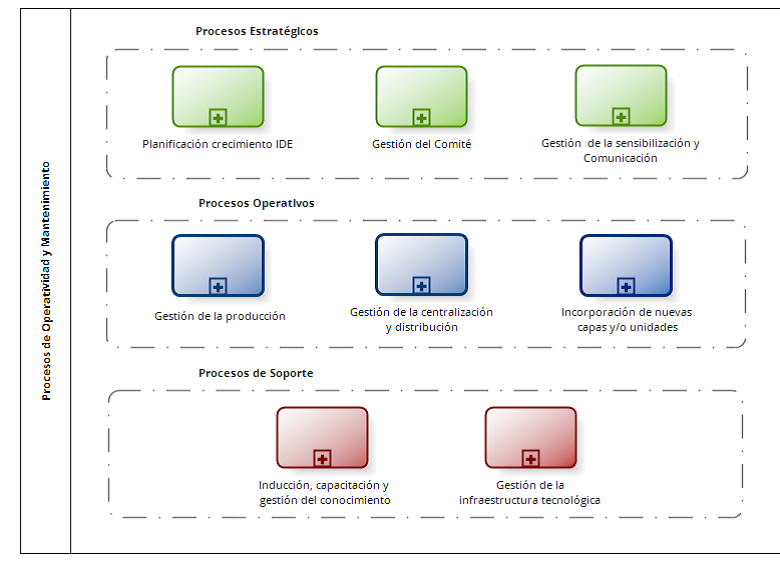 Procesos de Operatividad y Mantenimiento
Procesos Estratégicos
Planificación crecimiento IDE
Gestión del Comité
Gestión de la sensibilización y
Comunicación
Procesos Operativos
Gestión de la producción
Gestión de la centralización
y distribución
Incorporación de nuevas
capas y/o unidades
Procesos de Soporte
Inducción, capacitación y
gestión del conocimiento
Gestión de la
infraestructura tecnológica